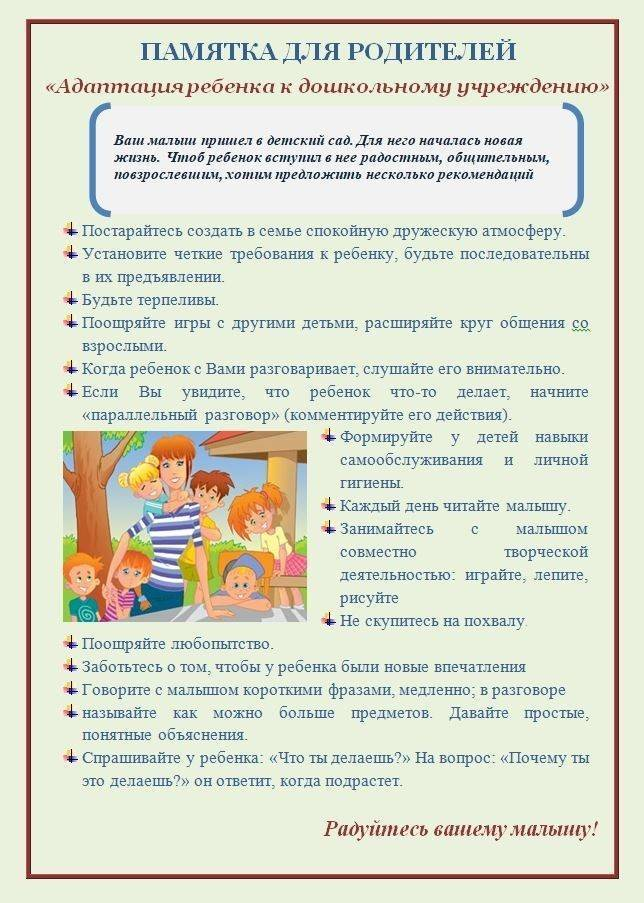 ПАМЯТКА ДЛЯ РОДИТЕЛЕЙ
«Адаптация ребенка к дошкольному учреждению»
Ваш малыш пришел в детский сад. Для него началась новая
жизнь. Чтоб ребенок вступил в нее радостным, общительным,
повзрослевшим, хотим предложить несколько рекомендаций
Постарайтесь создать в семье спокойную дружескую атмосферу.
Установите четкие требования к ребенку, будьте последовательны
в их предъявлении.
Будьте терпеливы.
Поощряйте игры с другими детьми, расширяйте круг общения со
взрослыми.
Когда ребенок с Вами разговаривает, слушайте его внимательно.
Если Вы увидите, что ребенок что-то делает, начните
«параллельный разговор» (комментируйте его действия).
Формируйте у детей навыки
самообслуживания и личной
гигиены.
Каждый день читайте малышу.
Занимайтесь с малышом
совместно творческой
деятельностью: играйте, лепите,
рисуйте
Не скупитесь на похвалу.
Поощряйте любопытство.
Заботьтесь о том, чтобы у ребенка были новые впечатления
Говорите с малышом короткими фразами, медленно; в разговоре
называйте как можно больше предметов. Давайте простые,
понятные объяснения.
Спрашивайте у ребенка: «Что ты делаешь?» На вопрос: «Почему ты
это делаешь?» он ответит, когда подрастет.
Радуйтесь вашему малышу!